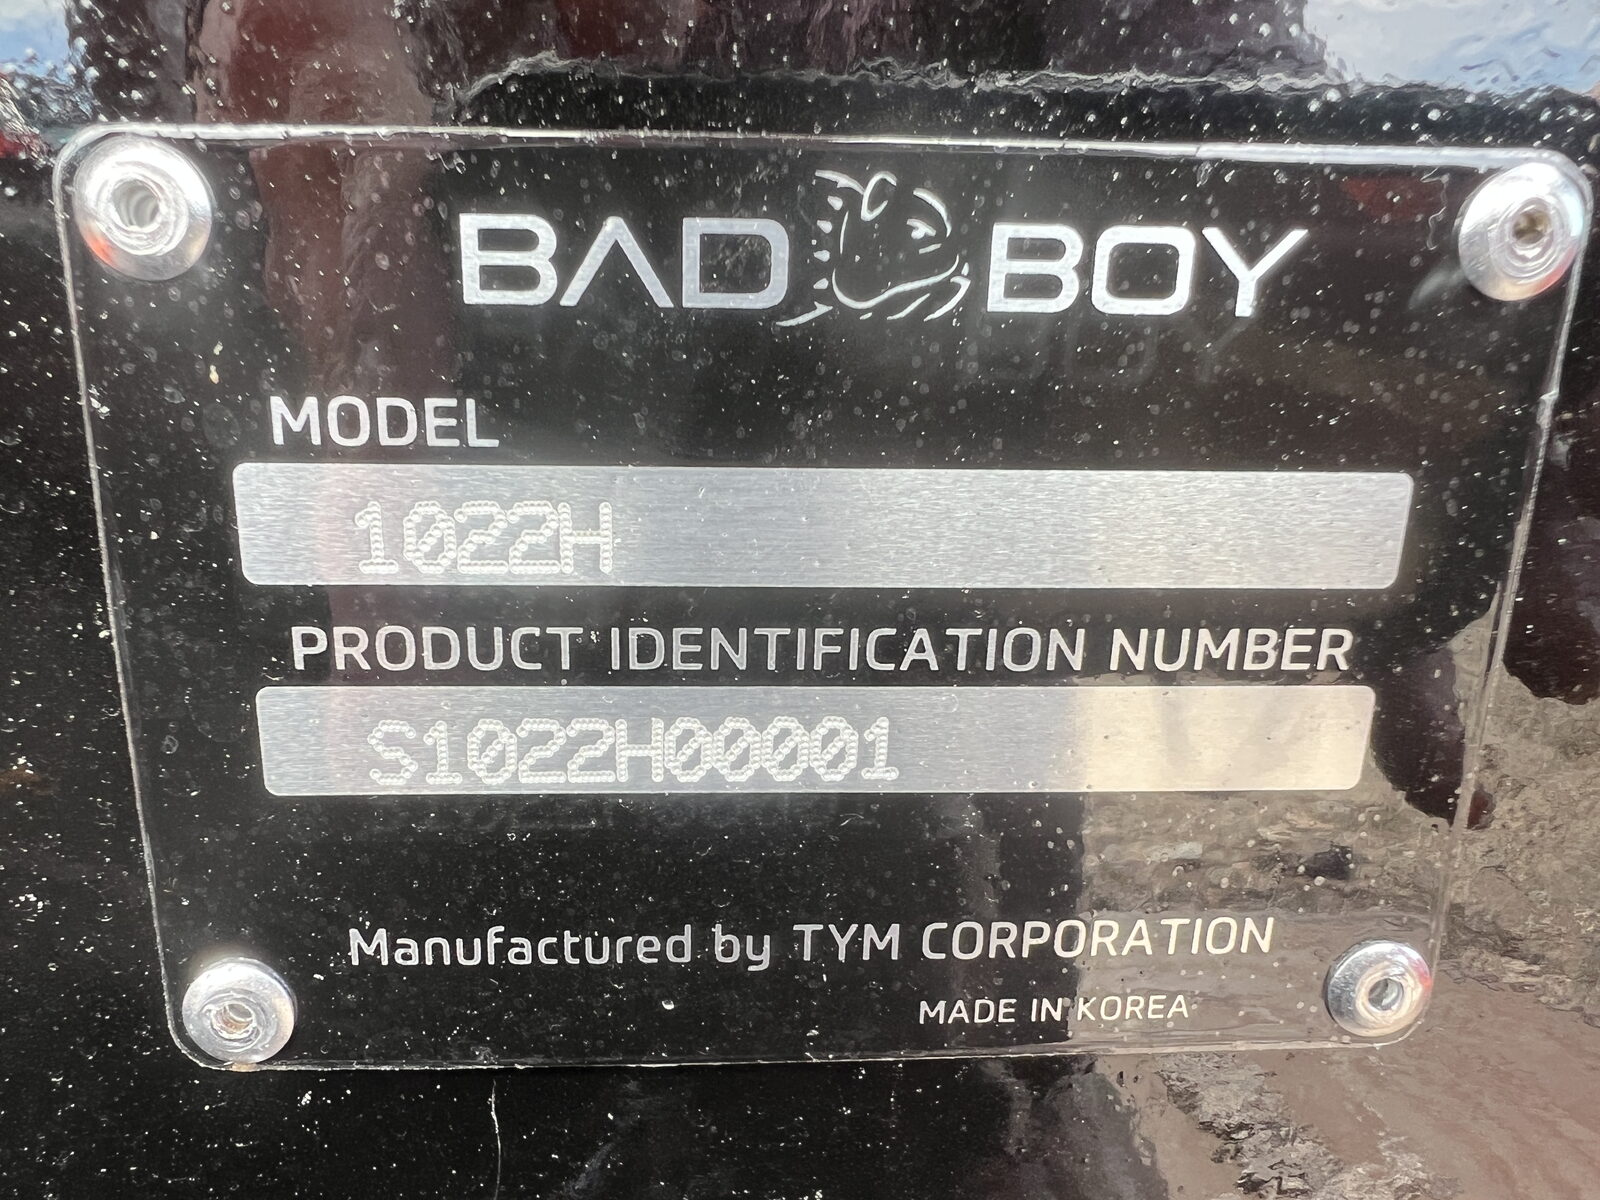 BAD BOY
MODEL
1022H
PRODUCT IDENTIFICATION NUMBER
S1022H00001
Manufactured by TYM CORPORATION
MADE IN KOREA